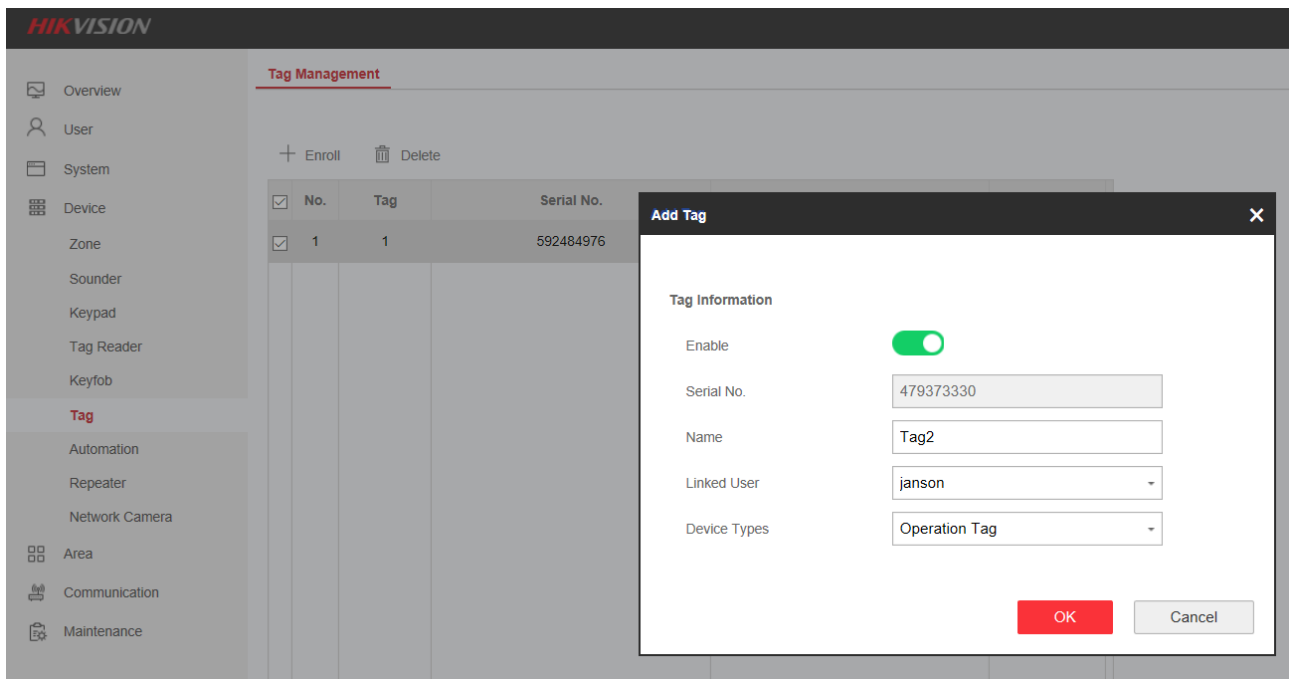 HIKVISION
Overview
User
System
Device
Zone
Sounder
Keypad
Tag Reader
Keyfob
Tag
Automation
Repeater
Network Camera
Area
Communication
Maintenance
Tag Management
Enroll Delete
No. Tag Serial No.
1 1 592484976
Add Tag
Tag Information
Enable
Serial No. 479373330
Name Tag2
Linked User janson
Device Types Operation Tag
OK Cancel